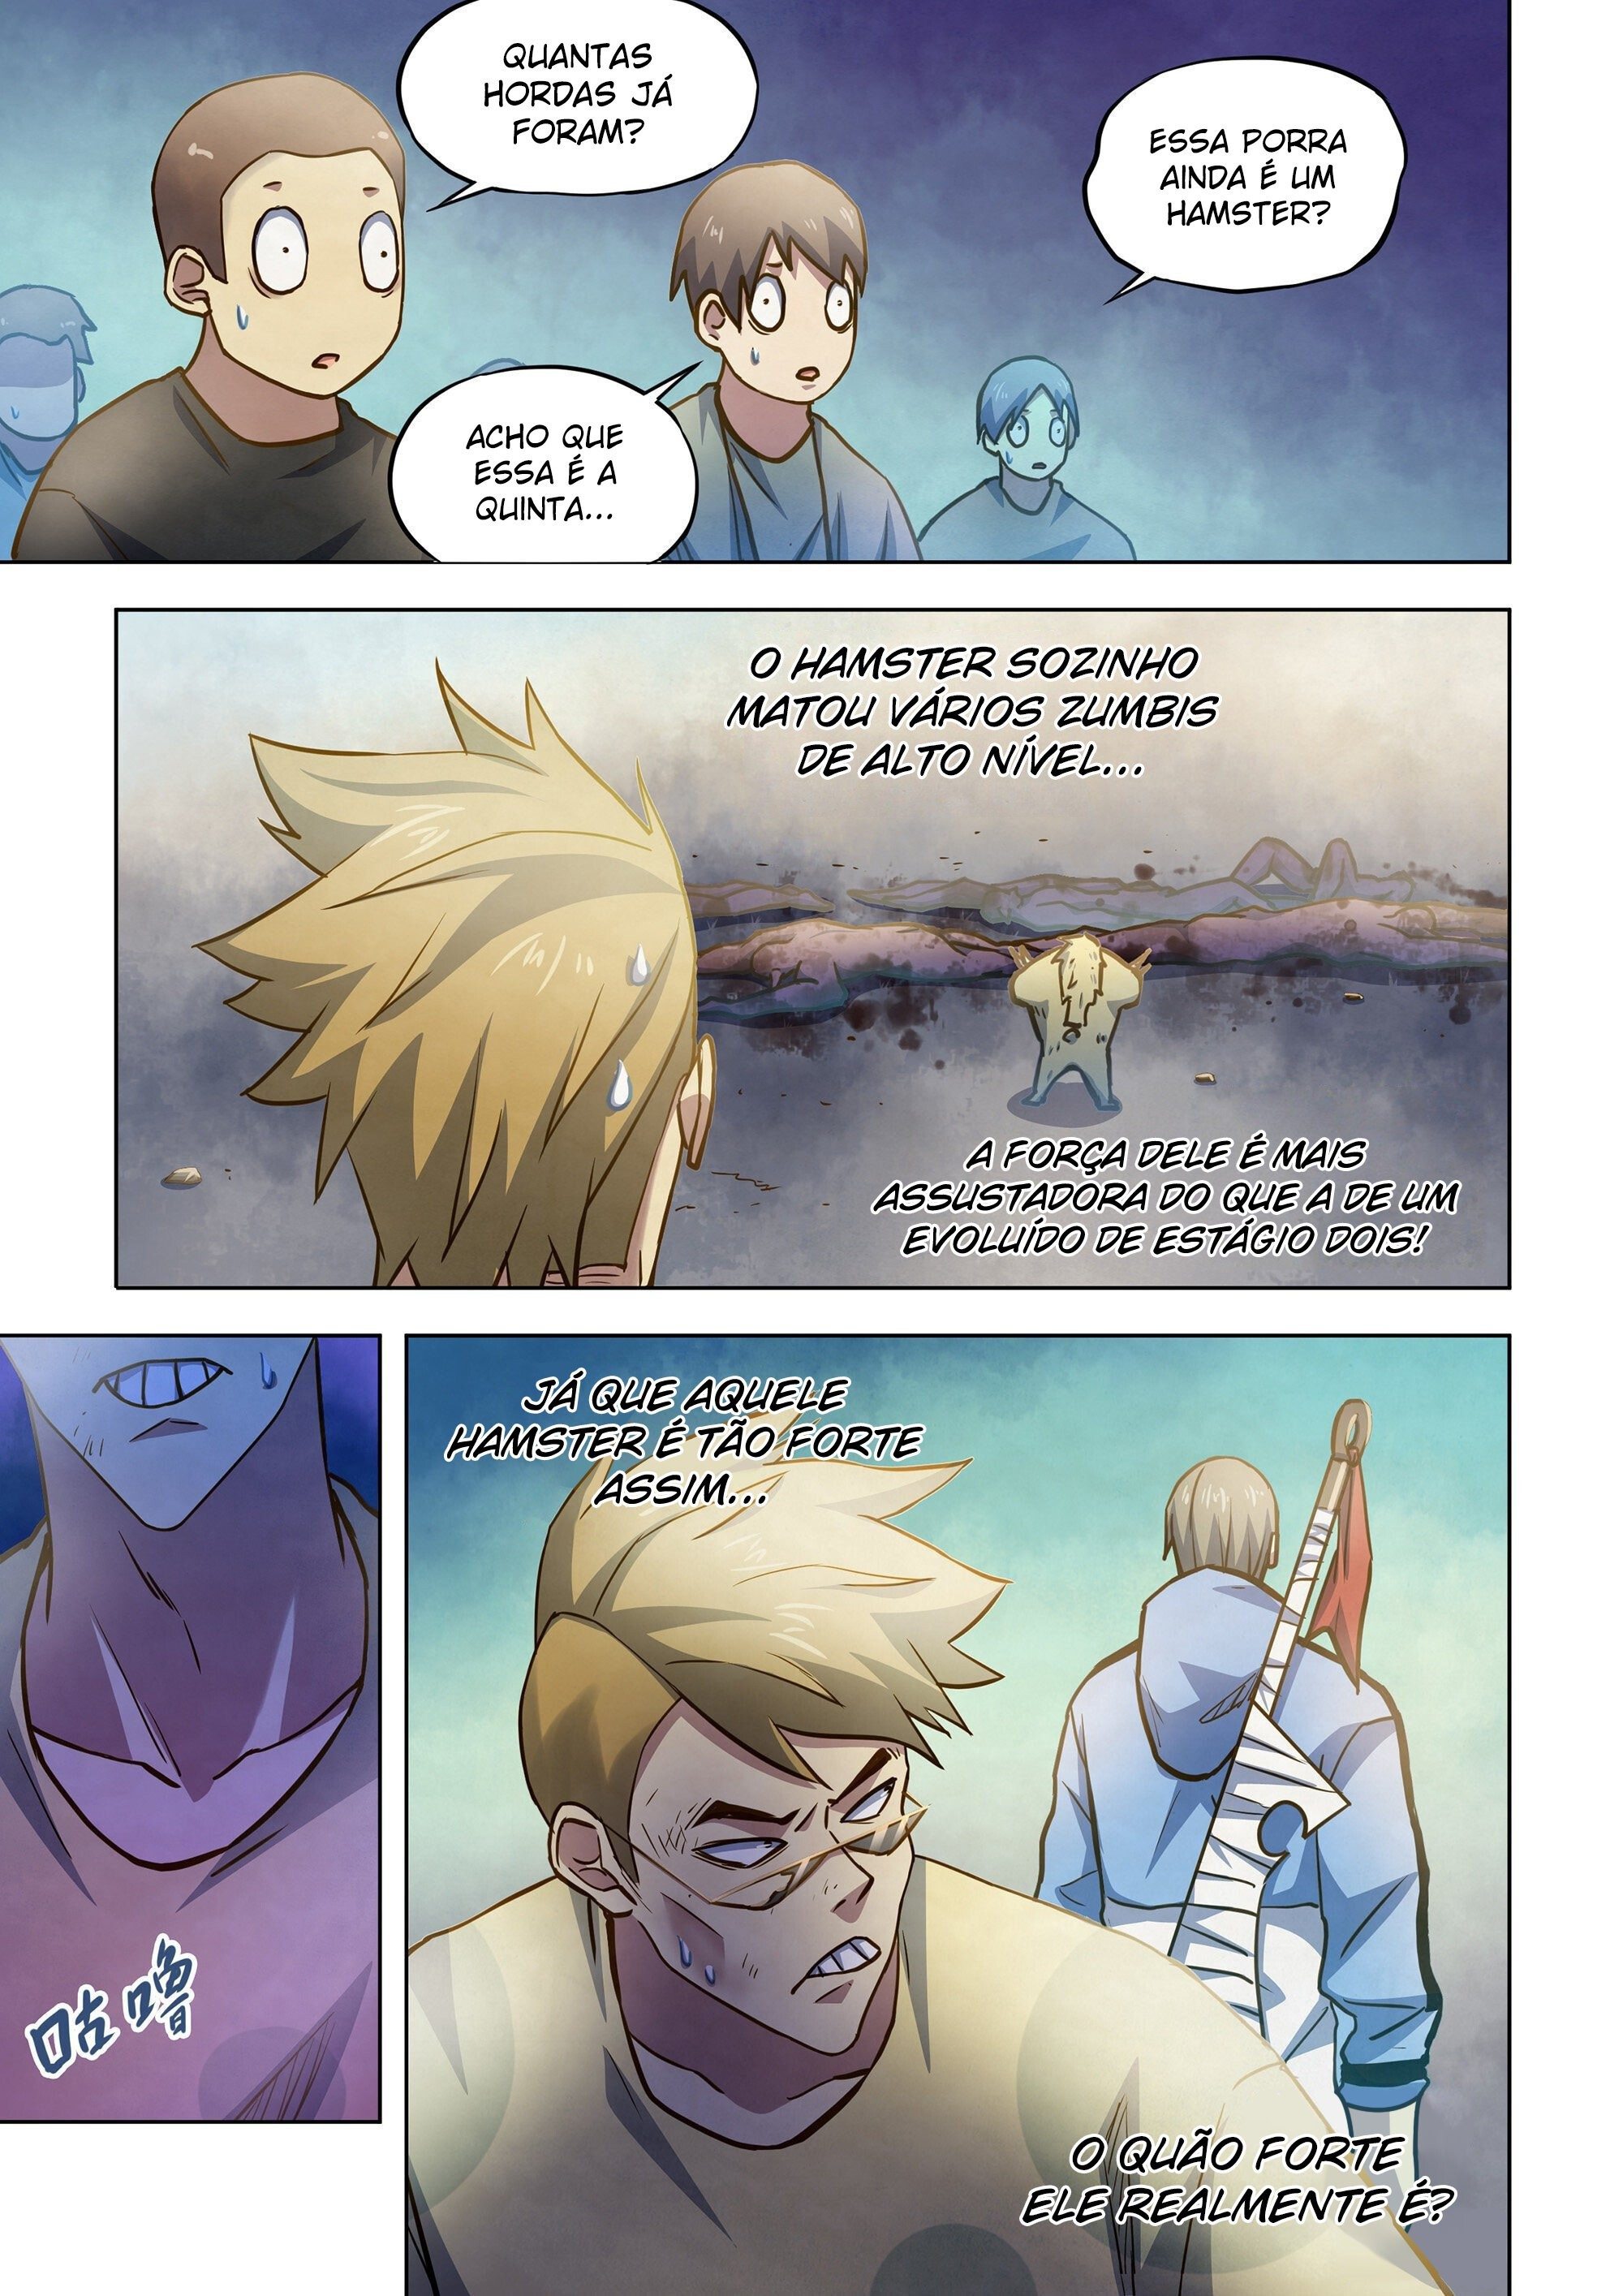 QUANTAS
HORDAS JÁ
FORAM?
ESSA PORRA
AINDA É UM
HAMSTER?
ACHO QUE
ESSA É A
QUINTA...
O HAMSTER SOZINHO
MATOU VÁRIOS ZUMBIS
DE ALTO NÍVEL...
A FORÇA DELE É MAIS
ASSUSTADORA DO QUE A DE UM
EVOLUÍDO DE ESTÁGIO DOIS!
JÁ QUE AQUELE
HAMSTER É TÃO FORTE
ASSIM...
咕噜
O QUÃO FORTE
ELE REALMENTE É?